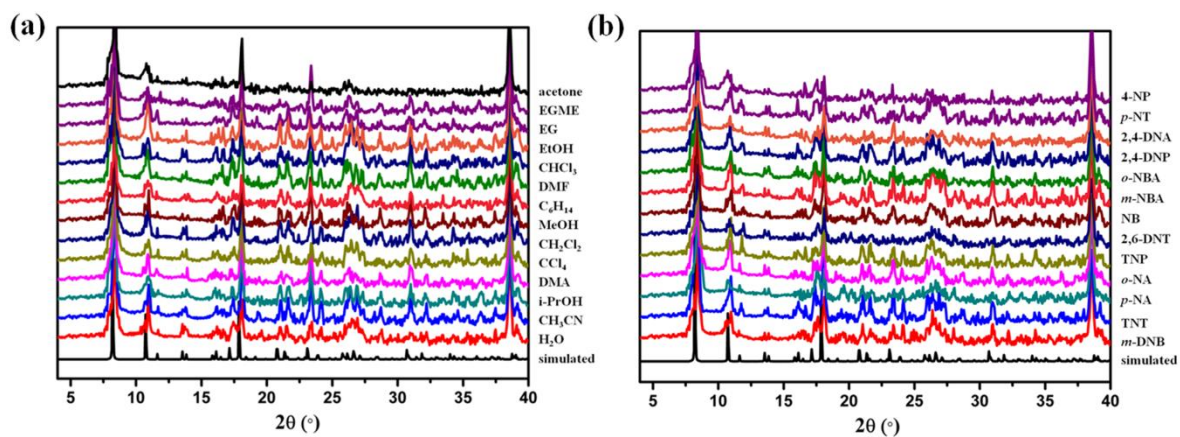 (a)
acetone
EGME
EG
EtOH
CHCl₃
DMF
C₆H₁₄
MeOH
CH₂Cl₂
CCl₄
DMA
i-PrOH
CH₃CN
H₂O
simulated
5 10 15 20 25 30 35 40
2θ (°)
(b)
4-NP
p-NT
2,4-DNA
2,4-DNP
o-NBA
m-NBA
NB
2,6-DNT
TNP
o-NA
p-NA
TNT
m-DNB
simulated
5 10 15 20 25 30 35 40
2θ (°)